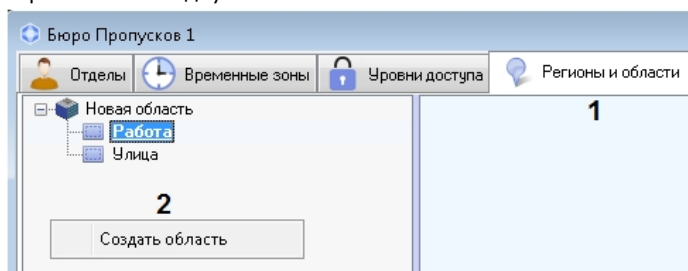 Бюро Пропусков 1
Отделы Временные зоны Уровни доступа Регионы и области
1
Новая область
Работа
Улица
2
Создать область